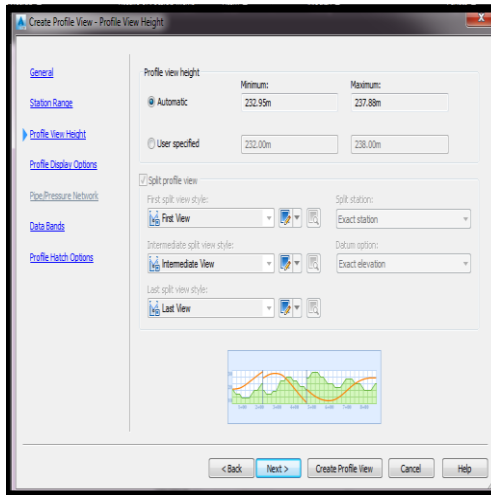 Create Profile View - Profile View Height
General
Station Range
Profile View Height
Profile Display Options
Pipe/Pressure Network
Data Bands
Profile Hatch Options
Profile view height
Minimum: Maximum:
Automatic 232.95m 237.88m
User specified 232.00m 238.00m
Split profile view
First split view style: Split station:
First View Exact station
Intermediate split view style: Datum option:
Intermediate View Exact elevation
Last split view style:
Last View
< Back Next > Create Profile View Cancel Help